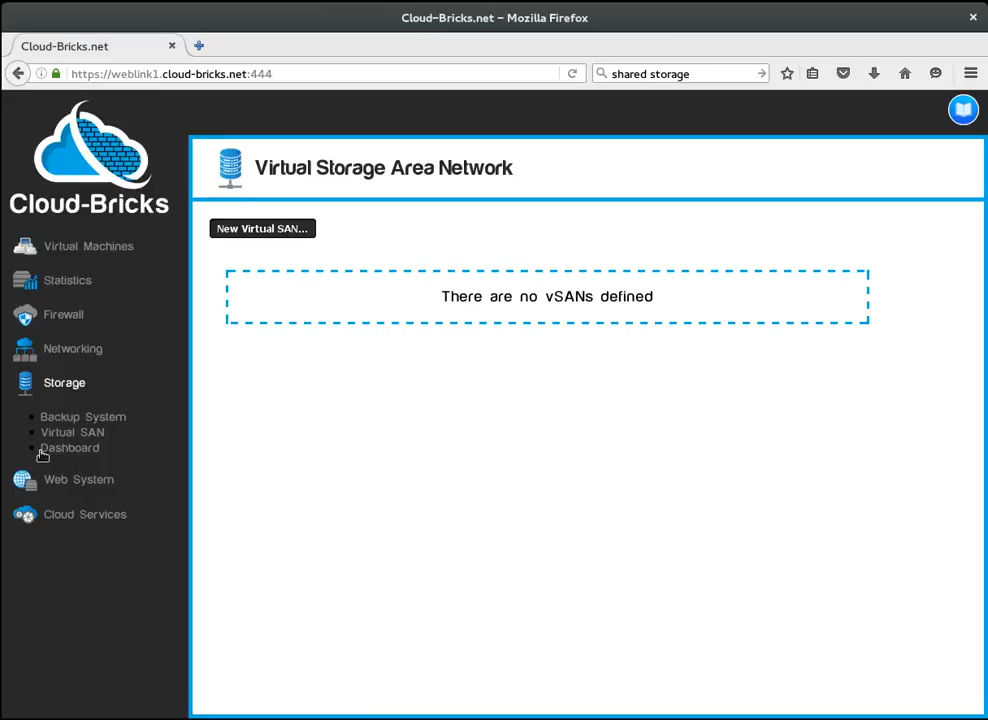 Cloud-Bricks.net - Mozilla Firefox
Cloud-Bricks.net
https://weblink1.cloud-bricks.net:444
shared storage
Cloud-Bricks
Virtual Storage Area Network
New Virtual SAN...
There are no vSANs defined
Virtual Machines
Statistics
Firewall
Networking
Storage
Backup System
Virtual SAN
Dashboard
Web System
Cloud Services